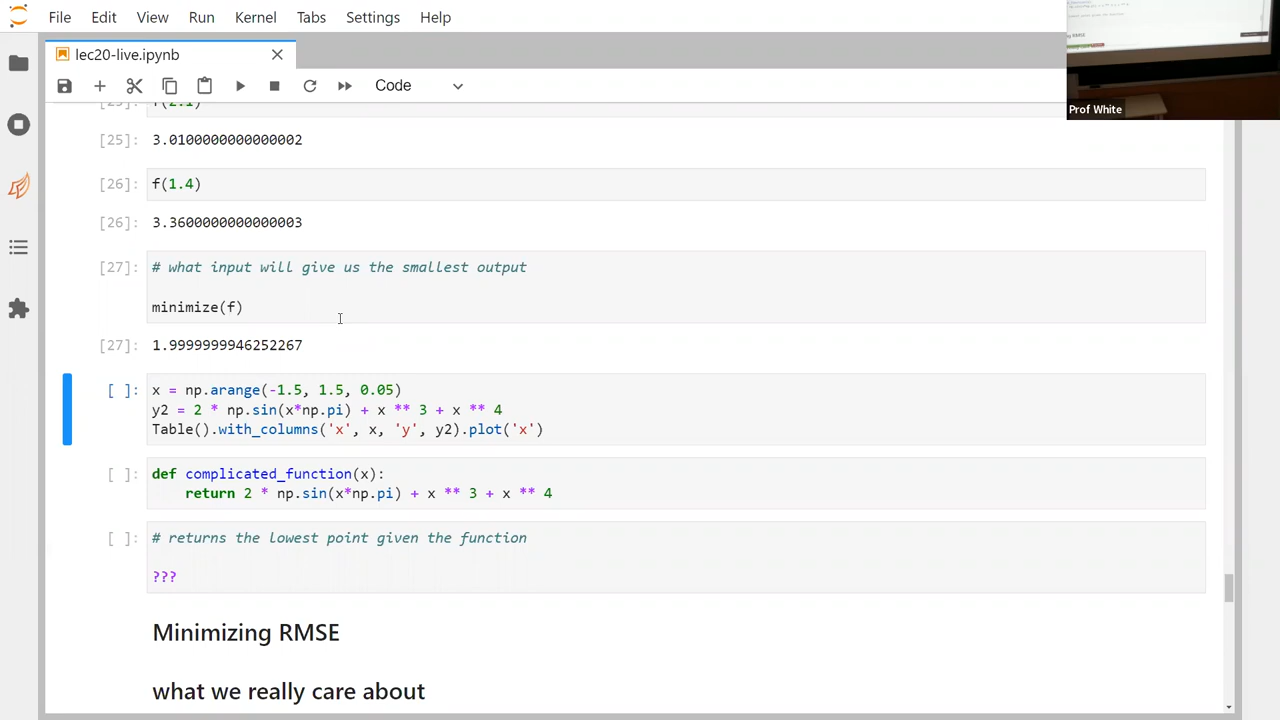 File Edit View Run Kernel Tabs Settings Help
lec20-live.ipynb
Code
Prof White
[25]: 3.0100000000000002
[26]: f(1.4)
[26]: 3.3600000000000003
[27]: # what input will give us the smallest output
minimize(f)
[27]: 1.9999999946252267
[ ]: x = np.arange(-1.5, 1.5, 0.05)
y2 = 2 * np.sin(x*np.pi) + x ** 3 + x ** 4
Table().with_columns('x', x, 'y', y2).plot('x')
[ ]: def complicated_function(x):
return 2 * np.sin(x*np.pi) + x ** 3 + x ** 4
[ ]: # returns the lowest point given the function
???
Minimizing RMSE
what we really care about